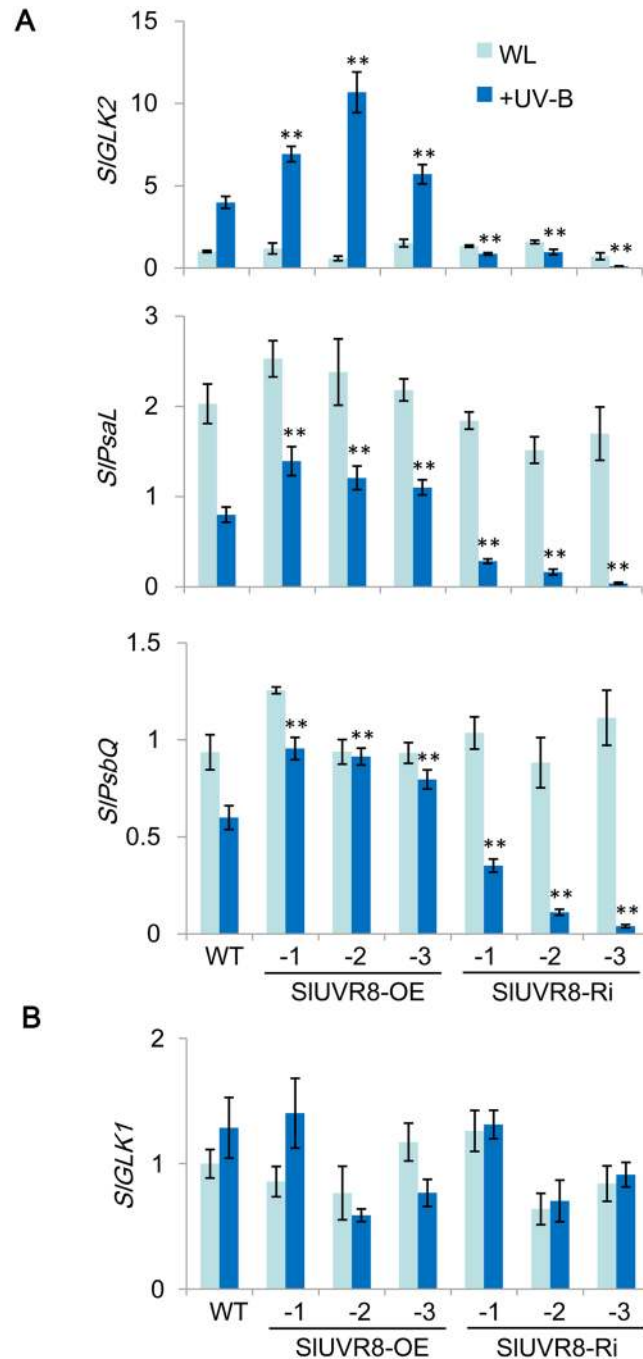 A
15
10
5
0
SlGLK2
WL
+UV-B
**
**
**
**
**
**
3
2
1
0
SlPsaL
**
**
**
**
**
**
1.5
1
0.5
0
SlPsbQ
**
**
**
**
**
**
WT -1 -2 -3 -1 -2 -3
SlUVR8-OE SlUVR8-Ri
B
2
1
0
SlGLK1
WT -1 -2 -3 -1 -2 -3
SlUVR8-OE SlUVR8-Ri